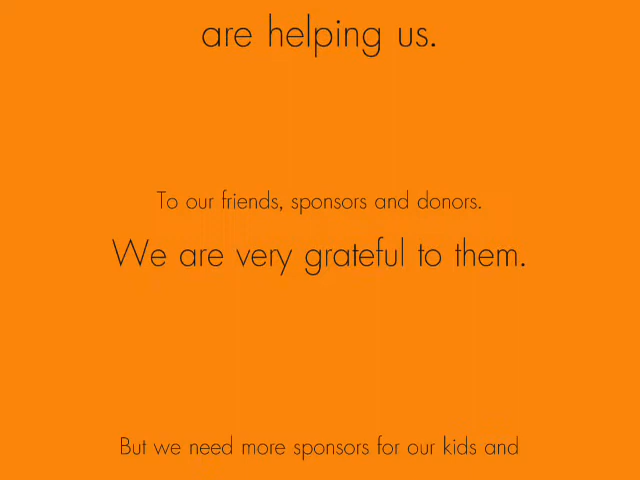 are helping us.
To our friends, sponsors and donors.
We are very grateful to them.
But we need more sponsors for our kids and